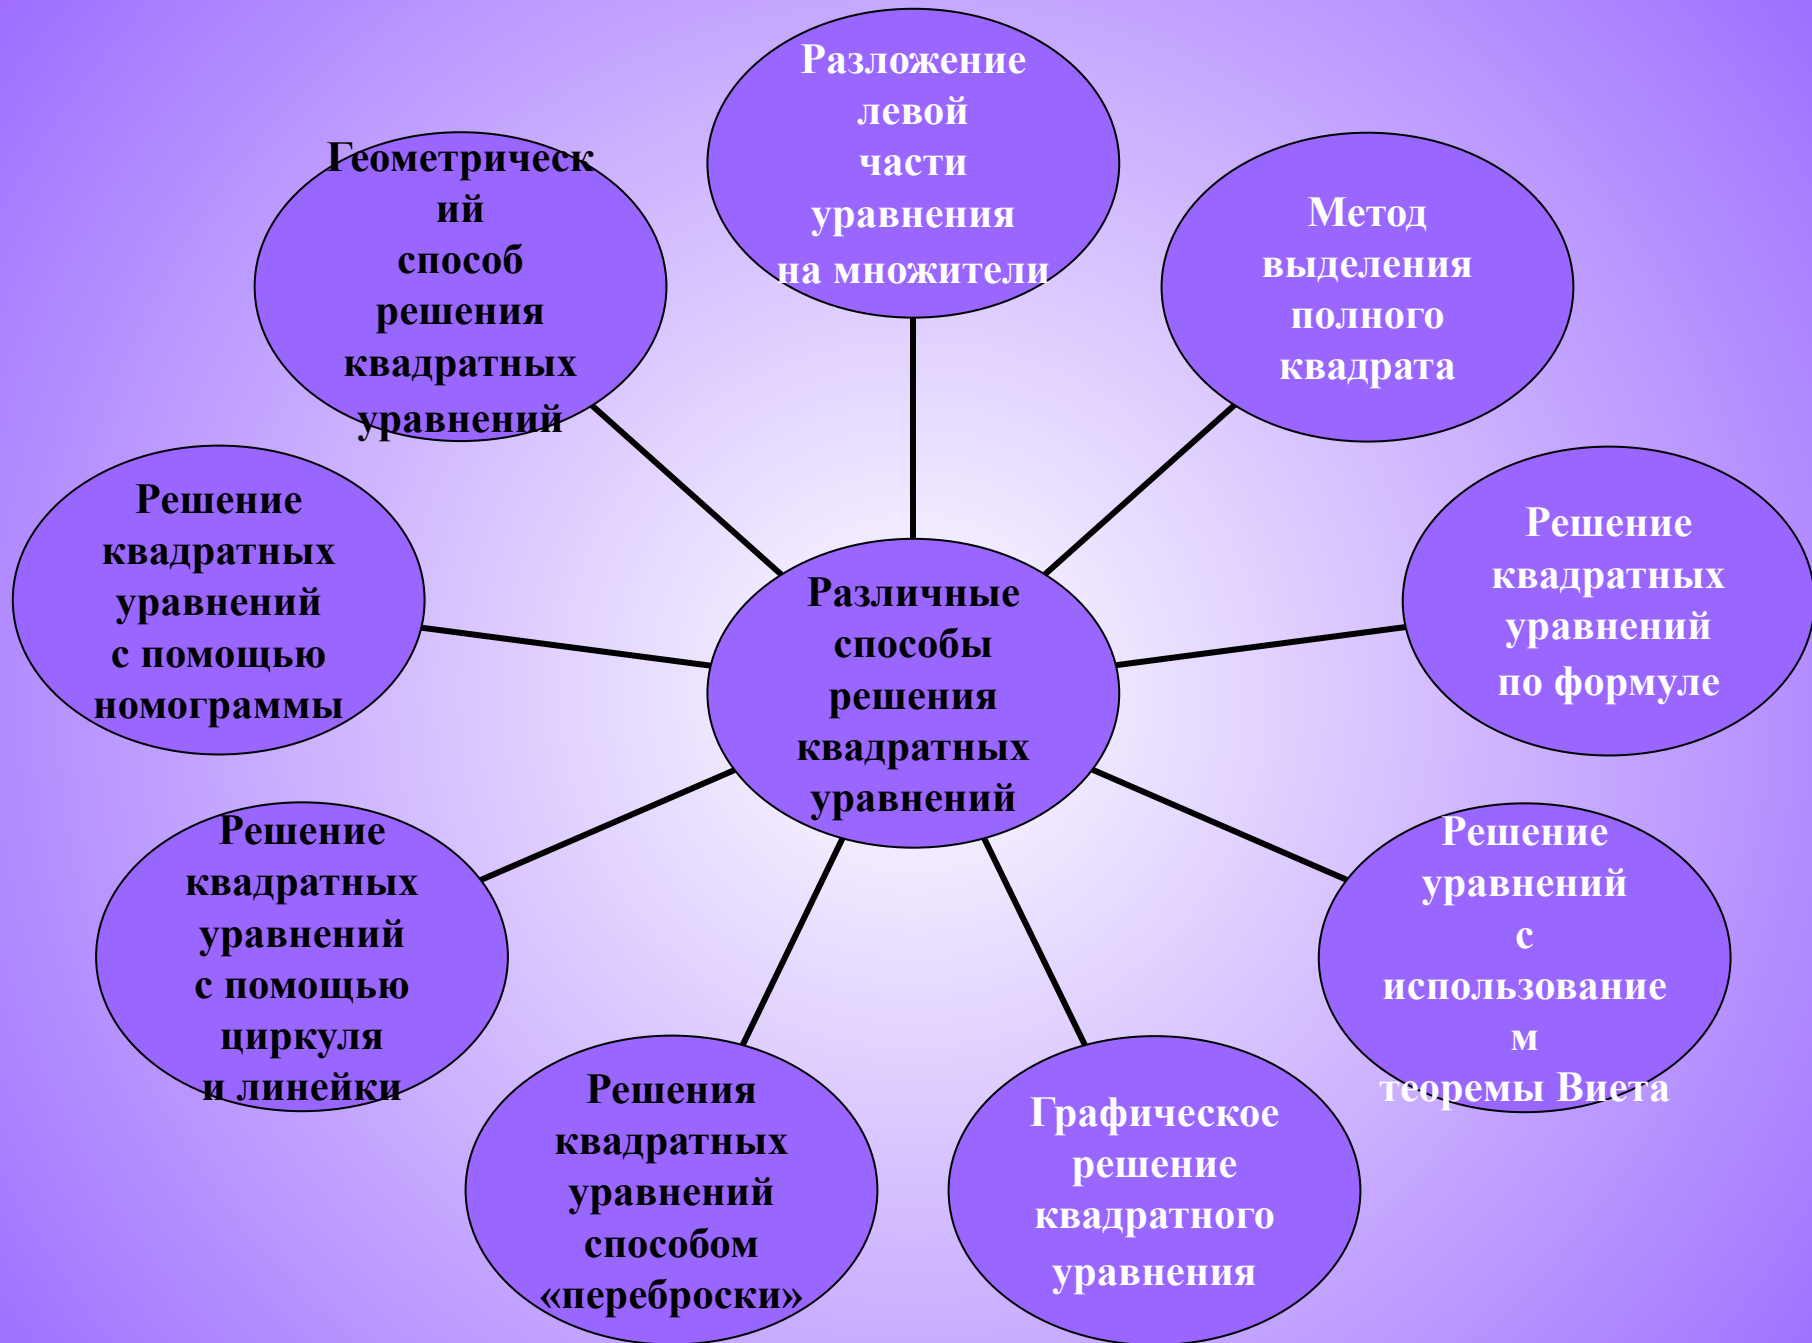 Разложение
левой
части
уравнения
на множители
Метод
выделения
полного
квадрата
Решение
квадратных
уравнений
по формуле
Решение
уравнений
с
использование
м
теоремы Виета
Графическое
решение
квадратного
уравнения
Решения
квадратных
уравнений
способом
«переброски»
Решение
квадратных
уравнений
с помощью
циркуля
и линейки
Решение
квадратных
уравнений
с помощью
номограммы
Геометрическ
ий
способ
решения
квадратных
уравнений
Различные
способы
решения
квадратных
уравнений